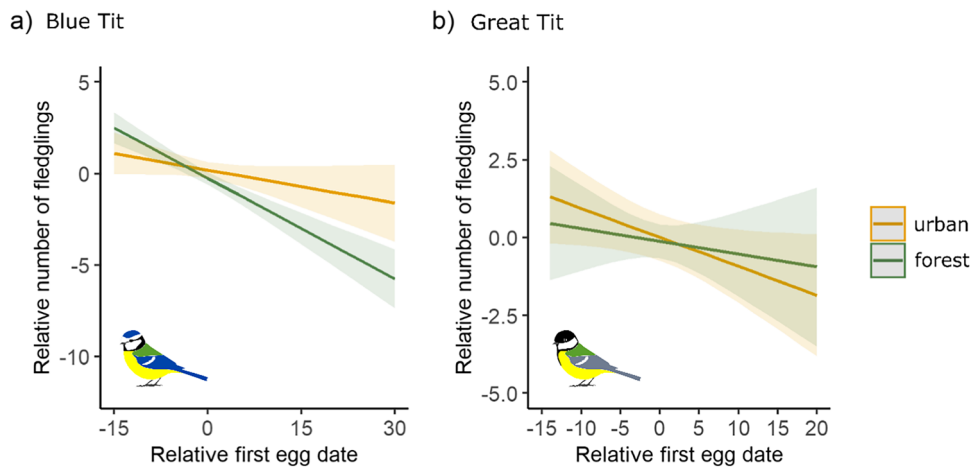 a) Blue Tit
Relative number of fledglings
5
0
-5
-10
-15
0
15
30
Relative first egg date
b) Great Tit
Relative number of fledglings
5.0
2.5
0.0
-2.5
-5.0
-15 -10 -5 0 5 10 15 20
Relative first egg date
urban
forest